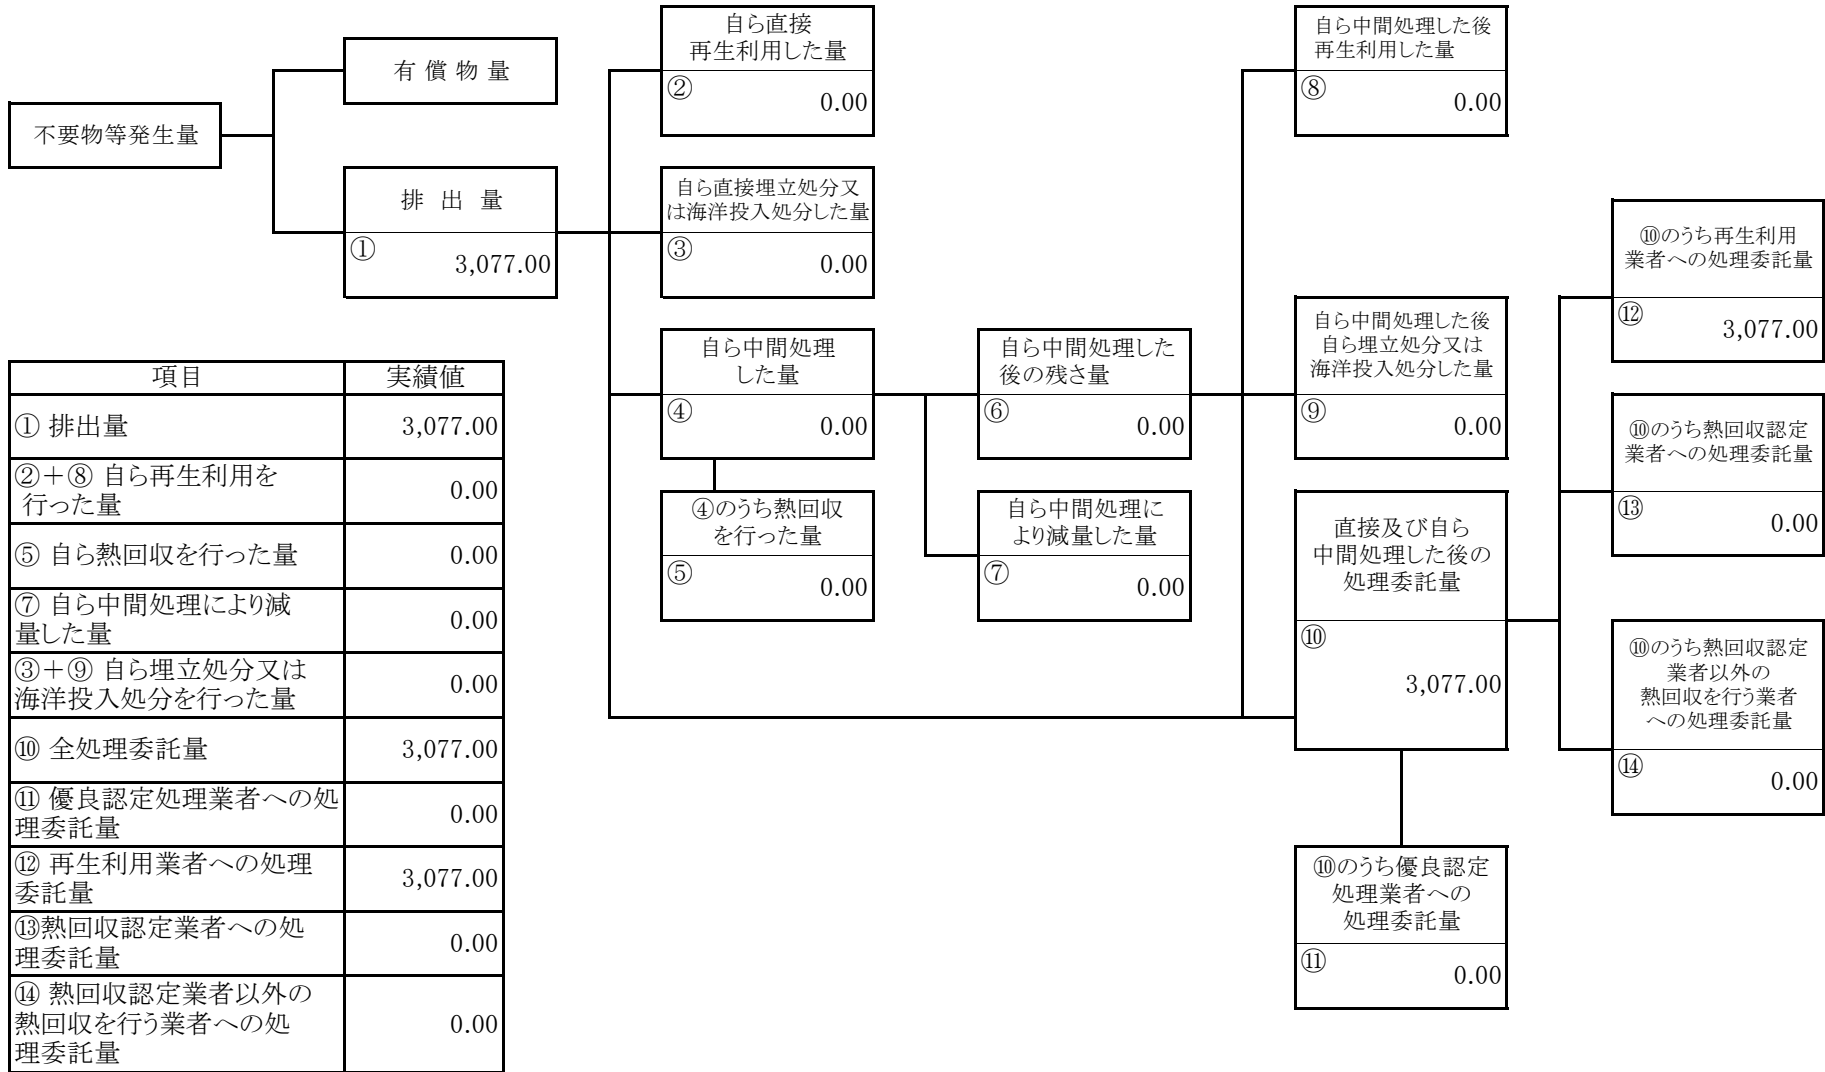 不要物等発生量
有 償 物 量
排 出 量
①
3,077.00
自ら直接
再生利用した量
②
0.00
自ら直接埋立処分又
は海洋投入処分した量
③
0.00
自ら中間処理
した量
④
0.00
④のうち熱回収
を行った量
⑤
0.00
自ら中間処理した
後の残さ量
⑥
0.00
自ら中間処理に
より減量した量
⑦
0.00
自ら中間処理した後
再生利用した量
⑧
0.00
自ら中間処理した後
自ら埋立処分又は
海洋投入処分した量
⑨
0.00
直接及び自ら
中間処理した後の
処理委託量
⑩
3,077.00
⑩のうち優良認定
処理業者への
処理委託量
⑪
0.00
⑩のうち再生利用
業者への処理委託量
⑫
3,077.00
⑩のうち熱回収認定
業者への処理委託量
⑬
0.00
⑩のうち熱回収認定
業者以外の
熱回収を行う業者
への処理委託量
⑭
0.00
項目 実績値
① 排出量 3,077.00
②+⑧ 自ら再生利用を
行った量 0.00
⑤ 自ら熱回収を行った量 0.00
⑦ 自ら中間処理により減
量した量 0.00
③+⑨ 自ら埋立処分又は
海洋投入処分を行った量 0.00
⑩ 全処理委託量 3,077.00
⑪ 優良認定処理業者への処
理委託量 0.00
⑫ 再生利用業者への処理
委託量 3,077.00
⑬熱回収認定業者への処
理委託量 0.00
⑭ 熱回収認定業者以外の
熱回収を行う業者への処
理委託量 0.00